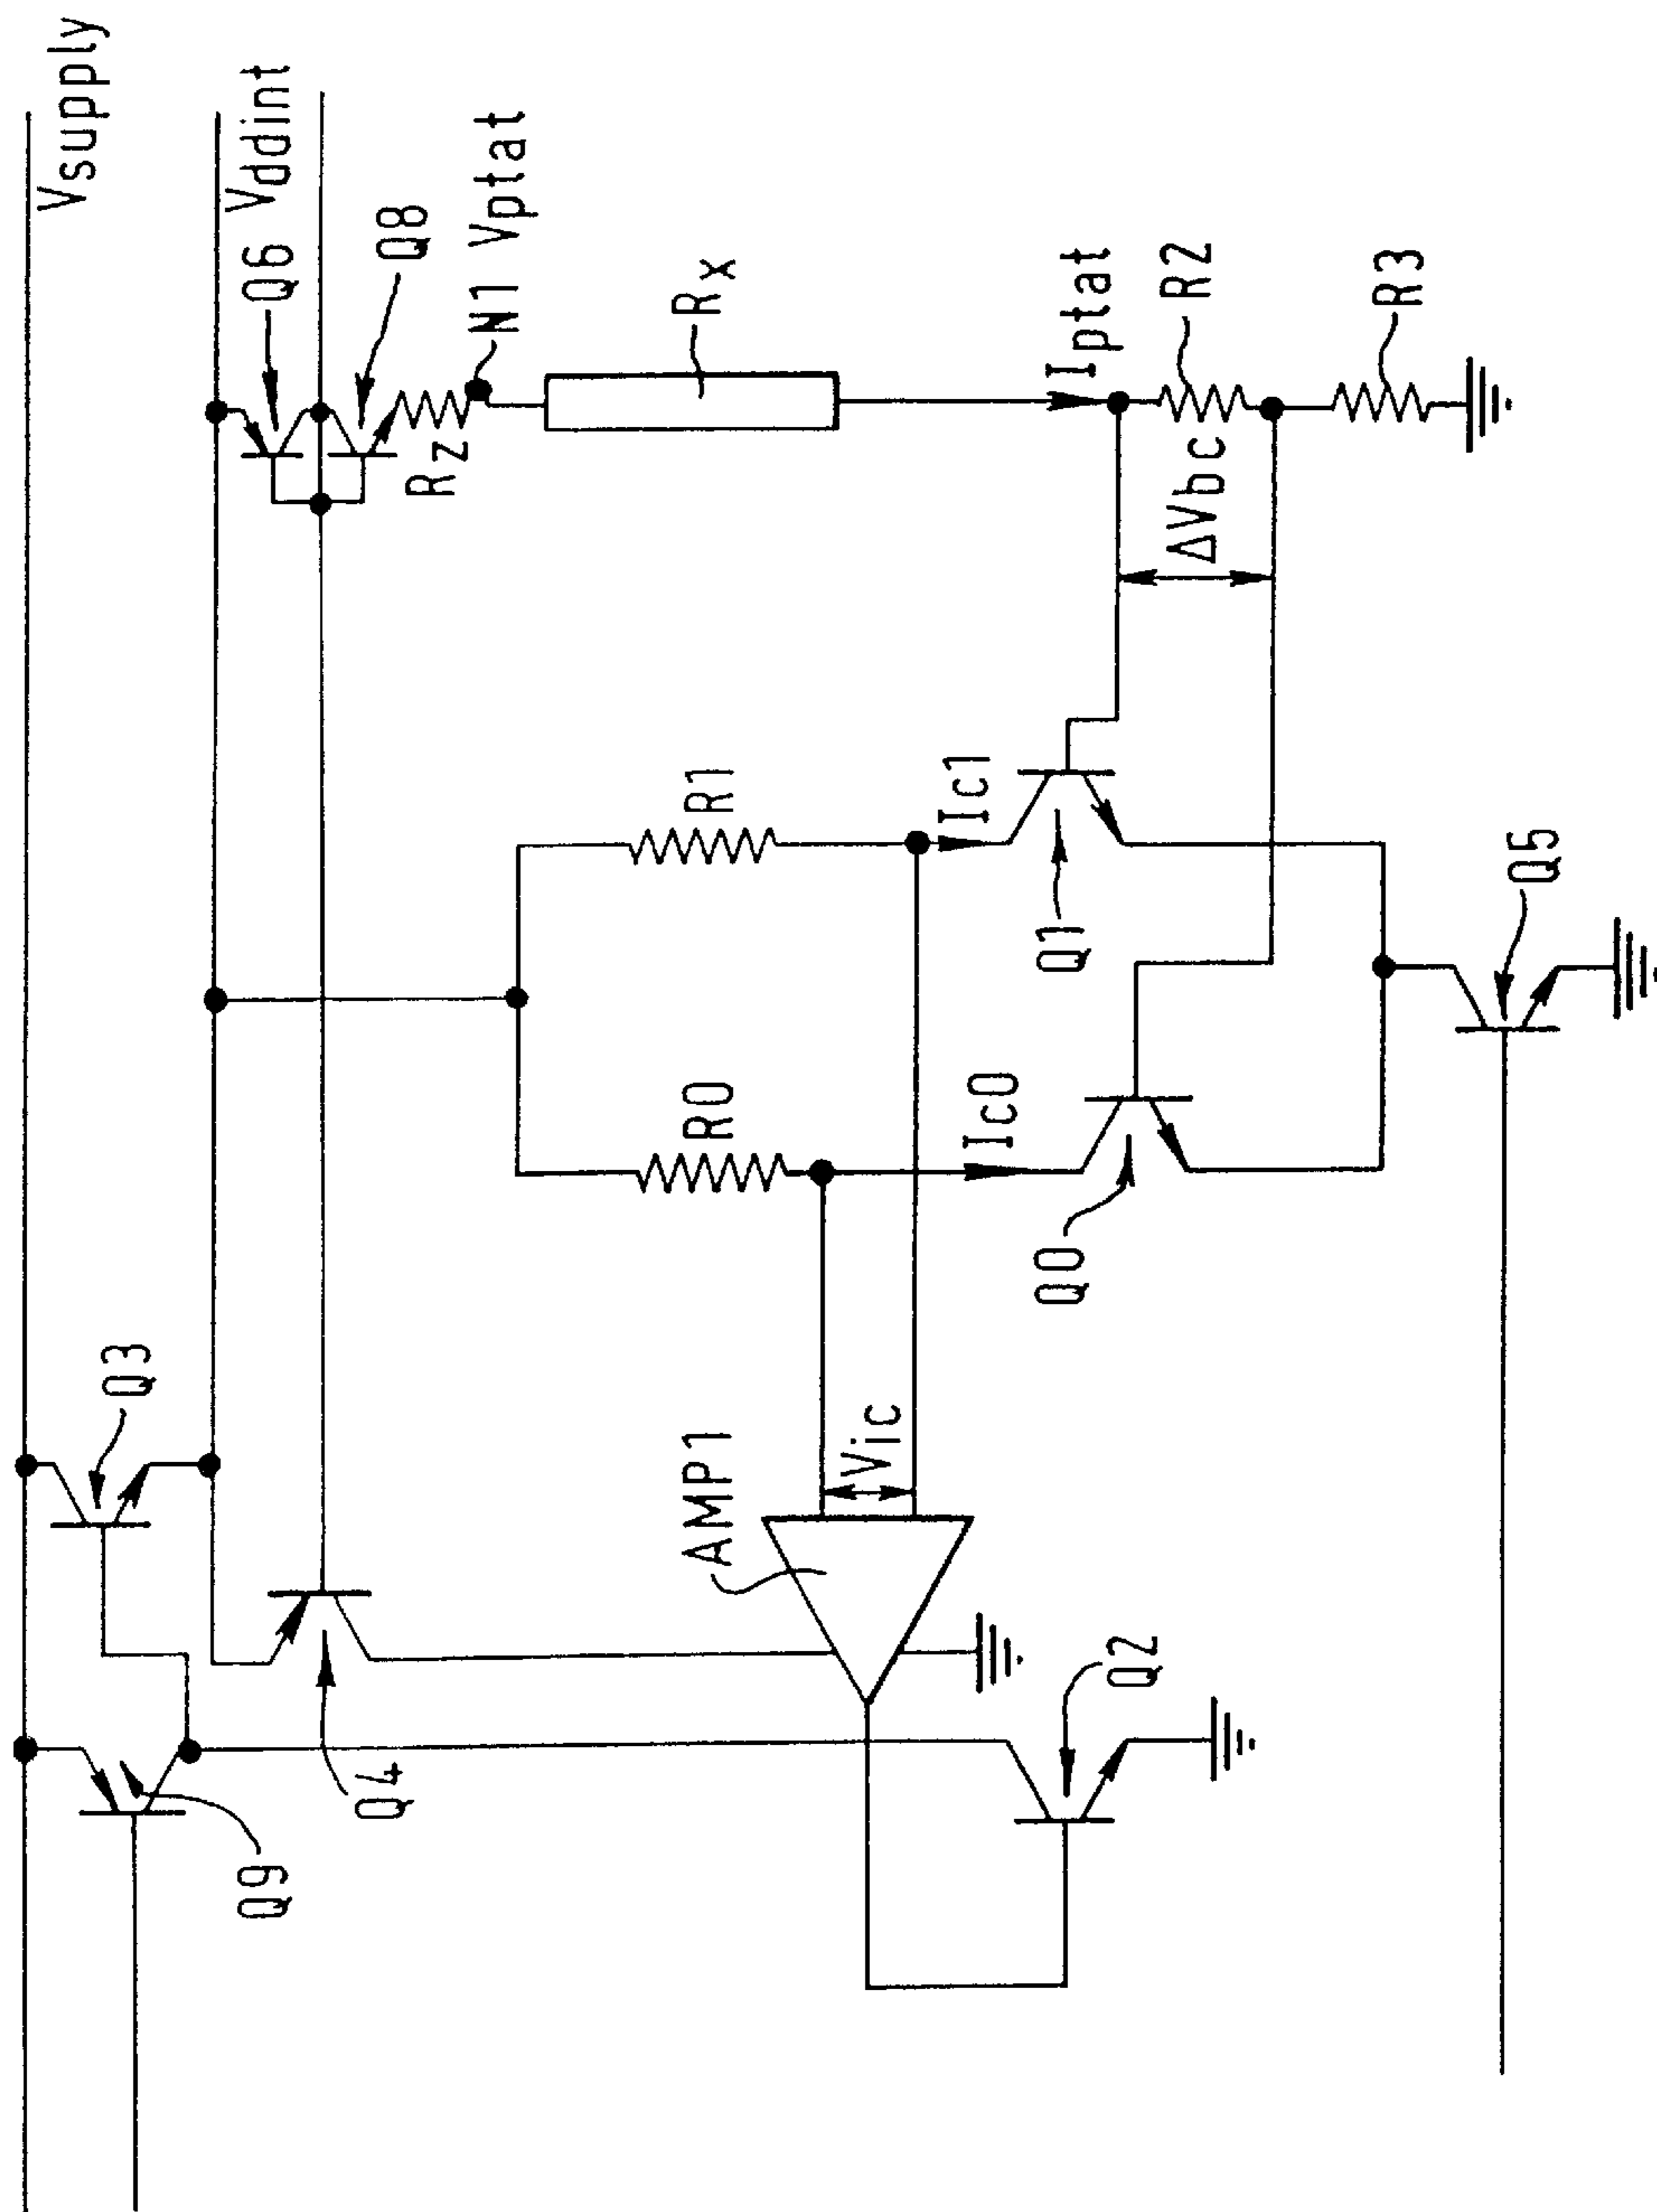 Vsupply
Vddint
Q6
Q8
N1 Vptat
Rz
Rx
Iptat
R2
R3
ΔVbc
R1
Ic1
Q1
Q5
R0
Ic0
Q0
Q3
AMP1
Vic
Q4
Q2
Q9